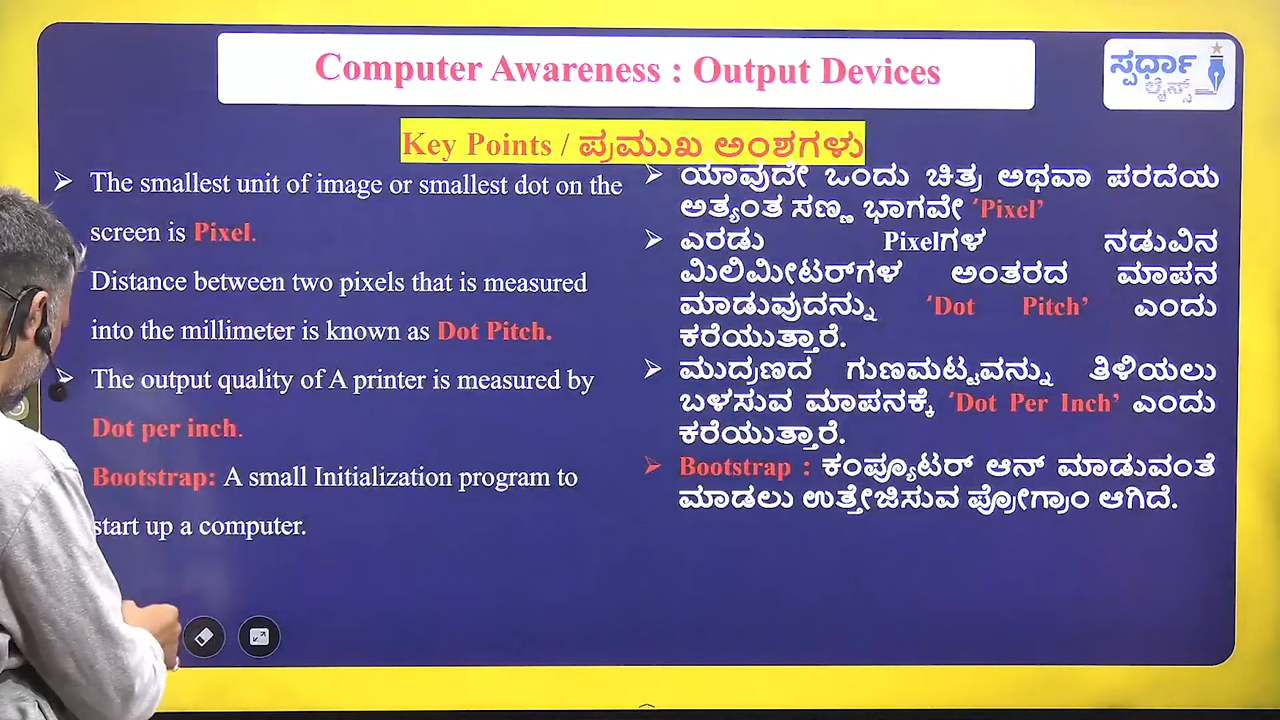 Computer Awareness : Output Devices
ಸ್ಪರ್ಧಾ
ಲೈನ್ಸ್
Key Points / ಪ್ರಮುಖ ಅಂಶಗಳು
The smallest unit of image or smallest dot on the
screen is Pixel.
Distance between two pixels that is measured
into the millimeter is known as Dot Pitch.
The output quality of A printer is measured by
Dot per inch.
Bootstrap: A small Initialization program to
start up a computer.
ಯಾವುದೇ ಒಂದು ಚಿತ್ರ ಅಥವಾ ಪರದೆಯ
ಅತ್ಯಂತ ಸಣ್ಣ ಭಾಗವೇ ‘Pixel’
ಎರಡು Pixelಗಳ ನಡುವಿನ
ಮಿಲಿಮೀಟರ್‌ಗಳ ಅಂತರದ ಮಾಪನ
ಮಾಡುವುದನ್ನು ‘Dot Pitch’ ಎಂದು
ಕರೆಯುತ್ತಾರೆ.
ಮುದ್ರಣದ ಗುಣಮಟ್ಟವನ್ನು ತಿಳಿಯಲು
ಬಳಸುವ ಮಾಪನಕ್ಕೆ ‘Dot Per Inch’ ಎಂದು
ಕರೆಯುತ್ತಾರೆ.
Bootstrap : ಕಂಪ್ಯೂಟರ್ ಆನ್ ಮಾಡುವಂತೆ
ಮಾಡಲು ಉತ್ತೇಜಿಸುವ ಪ್ರೋಗ್ರಾಂ ಆಗಿದೆ.